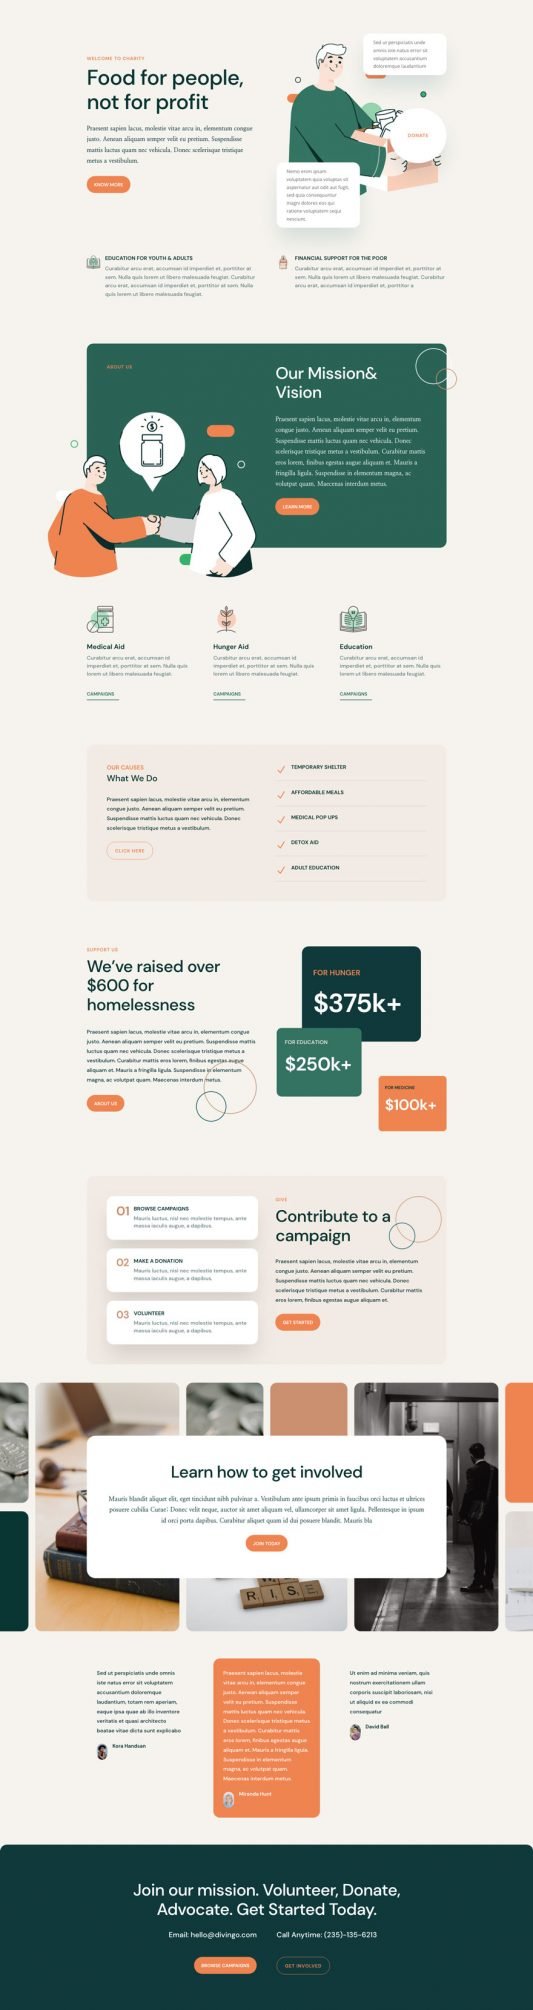 WELCOME TO CHARITY
Food for people,
not for profit
Praesent sapien lacus, molestie vitae arcu in, elementum
congue justo. Aenean aliquam semper velit eu pretium.
Suspendisse mattis luctus
quam nec vehicula. Donec scelerisque tristique
metus a vestibulum.
KNOW MORE
Sed ut perspiciatis unde
omnis iste natus error sit
voluptatem accusantium
doloremque laudantium
DONATE
Nemo enim ipsam
voluptatem quia voluptas sit
aspernatur aut odit aut fugit,
sed quia consequuntur
magni dolores eos qui
ratione voluptatem sequi
nesciunt.
EDUCATION FOR YOUTH & ADULTS
Curabitur arcu erat, accumsan id imperdiet et, porttitor at
sem. Nulla quis lorem ut libero malesuada feugiat. Curabitur
arcu erat, accumsan id imperdiet et, porttitor at sem. Nulla
quis lorem ut libero malesuada feugiat.
FINANCIAL SUPPORT FOR THE POOR
Curabitur arcu erat, accumsan id imperdiet et, porttitor at
sem. Nulla quis lorem ut libero malesuada feugiat. Curabitur
arcu erat, accumsan id imperdiet et, porttitor a
ABOUT US
Our Mission&
Vision
Praesent sapien lacus, molestie vitae arcu in, elementum
congue justo. Aenean aliquam semper velit eu pretium.
Suspendisse mattis luctus quam nec vehicula. Donec
scelerisque tristique metus a vestibulum. Curabitur mattis
eros lorem, finibus egestas augue aliquam et. Mauris a
fringilla ligula. Suspendisse in elementum magna, ac
volutpat quam. Maecenas interdum metus.
LEARN MORE
Medical Aid
Curabitur arcu erat, accumsan id
imperdiet et, porttitor at sem. Nulla quis
lorem ut libero malesuada feugiat.
CAMPAIGNS
Hunger Aid
Curabitur arcu erat, accumsan id
imperdiet et, porttitor at sem. Nulla quis
lorem ut libero malesuada feugiat.
CAMPAIGNS
Education
Curabitur arcu erat, accumsan id
imperdiet et, porttitor at sem. Nulla quis
lorem ut libero malesuada feugiat.
CAMPAIGNS
OUR CAUSES
What We Do
Praesent sapien lacus, molestie vitae arcu in, elementum
congue justo. Aenean aliquam semper velit eu pretium.
Suspendisse mattis luctus quam nec vehicula. Donec
scelerisque tristique metus a vestibulum.
CLICK HERE
TEMPORARY SHELTER
AFFORDABLE MEALS
MEDICAL POP UPS
DETOX AID
ADULT EDUCATION
SUPPORT US
We've raised over
$600 for
homelessness
Praesent sapien lacus, molestie vitae arcu in, elementum congue
justo. Aenean aliquam semper velit eu pretium. Suspendisse mattis
luctus quam nec vehicula. Donec scelerisque tristique metus a
vestibulum. Curabitur mattis eros lorem, finibus egestas augue
aliquam et. Mauris a fringilla ligula. Suspendisse in elementum
magna, ac volutpat quam. Maecenas interdum metus.
ABOUT US
FOR HUNGER
$375k+
FOR EDUCATION
$250k+
FOR MEDICINE
$100k+
01 BROWSE CAMPAIGNS
Mauris luctus, nisl nec molestie tempus, ante
massa iaculis augue, a dapibus.
02 MAKE A DONATION
Mauris luctus, nisl nec molestie tempus, ante
massa iaculis augue, a dapibus.
03 VOLUNTEER
Mauris luctus, nisl nec molestie tempus, ante
massa iaculis augue, a dapibus.
GIVE
Contribute to a
campaign
Praesent sapien lacus, molestie vitae arcu in, elementum
congue justo. Aenean aliquam semper velit eu pretium.
Suspendisse mattis luctus quam nec vehicula. Donec
scelerisque tristique metus a vestibulum. Curabitur mattis
eros lorem, finibus egestas augue aliquam et.
GET STARTED
Learn how to get involved
Mauris blandit aliquet elit, eget tincidunt nibh pulvinar a. Vestibulum ante ipsum primis in faucibus orci luctus et ultrices
posuere cubilia Curae; Donec velit neque, auctor sit amet aliquam vel, ullamcorper sit amet ligula. Pellentesque in ipsum
id orci porta dapibus. Curabitur aliquet quam id dui posuere blandit. Mauris bla
JOIN TODAY
RISE
Sed ut perspiciatis unde omnis
iste natus error sit voluptatem
accusantium doloremque
laudantium, totam rem aperiam,
eaque ipsa quae ab illo inventore
veritatis et quasi architecto
beatae vitae dicta sunt explicabo
Kora Handson
Praesent sapien lacus, molestie
vitae arcu in, elementum congue
justo. Aenean aliquam semper
velit eu pretium. Suspendisse
mattis luctus quam nec vehicula.
Donec scelerisque tristique metus
a vestibulum. Curabitur mattis
eros lorem, finibus egestas augue
aliquam et. Mauris a fringilla ligula.
Suspendisse in elementum
magna, ac volutpat quam.
Maecenas interdum metus.
Miranda Hunt
Ut enim ad minima veniam, quis
nostrum exercitationem ullam
corporis suscipit laboriosam, nisi
ut aliquid ex ea commodi
consequatur
David Ball
Join our mission. Volunteer, Donate,
Advocate. Get Started Today.
Email: hello@divingo.com
Call Anytime: (235)-135-6213
BROWSE CAMPAIGNS
GET INVOLVED